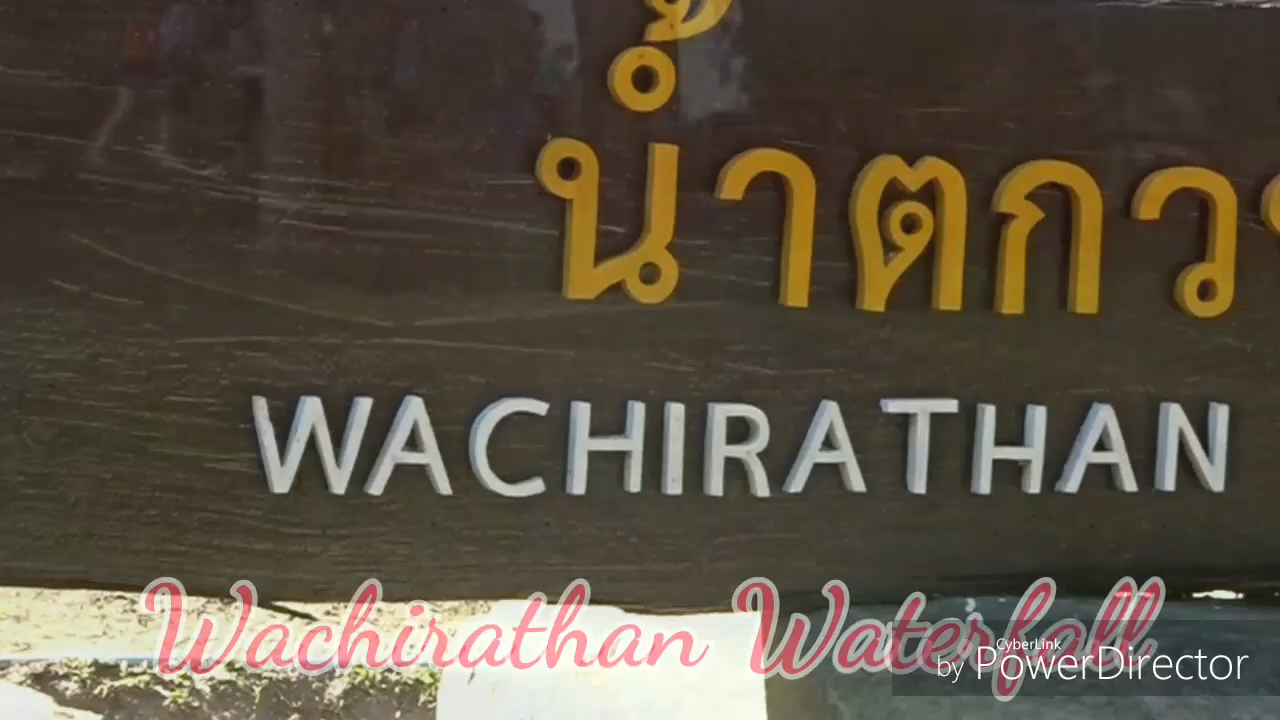 น้ำตกว
WACHIRATHAN
Wachirathan Waterfall
CyberLink
by PowerDirector